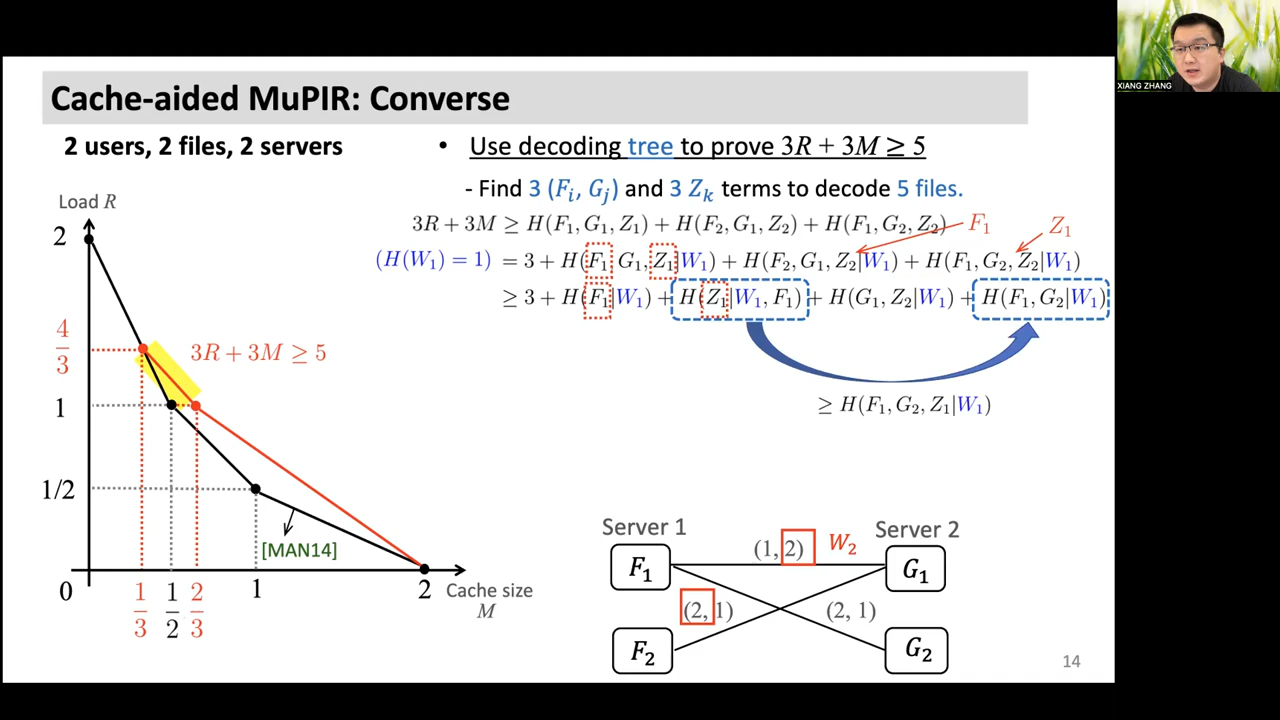 Cache-aided MuPIR: Converse
2 users, 2 files, 2 servers
• Use decoding tree to prove 3R + 3M ≥ 5
- Find 3 (F_i, G_j) and 3 Z_k terms to decode 5 files.
3R + 3M ≥ H(F_1, G_1, Z_1) + H(F_2, G_1, Z_2) + H(F_1, G_2, Z_2)
F_1
Z_1
(H(W_1) = 1) = 3 + H(F_1, G_1, Z_1|W_1) + H(F_2, G_1, Z_2|W_1) + H(F_1, G_2, Z_2|W_1)
≥ 3 + H(F_1|W_1) + H(Z_1|W_1, F_1) + H(G_1, Z_2|W_1) + H(F_1, G_2|W_1)
≥ H(F_1, G_2, Z_1|W_1)
Load R
2
4/3
1
1/2
0
3R + 3M ≥ 5
[MAN14]
1/3
1/2
2/3
1
2
Cache size
M
Server 1
Server 2
(1, 2)
W_2
F_1
G_1
(2, 1)
(2, 1)
F_2
G_2
14
XIANG ZHANG